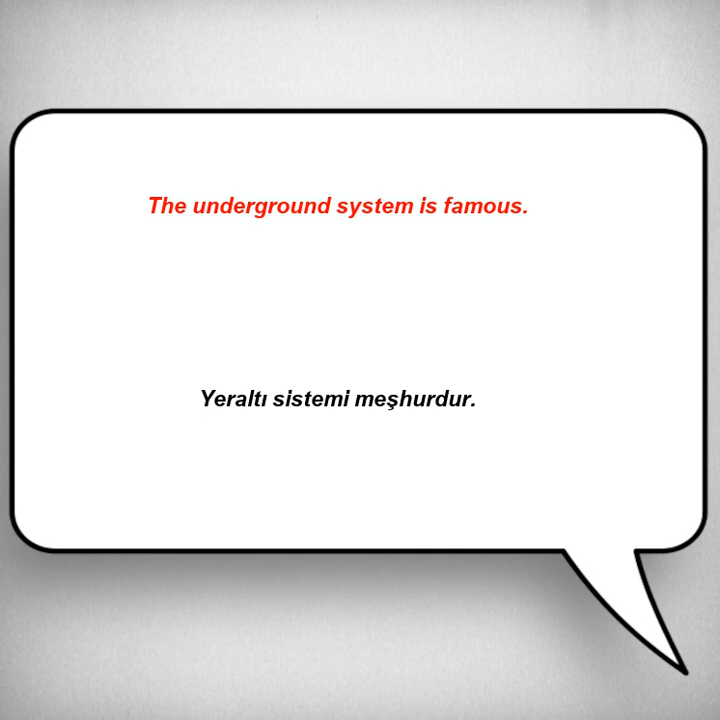 The underground system is famous.
Yeraltı sistemi meşhurdur.